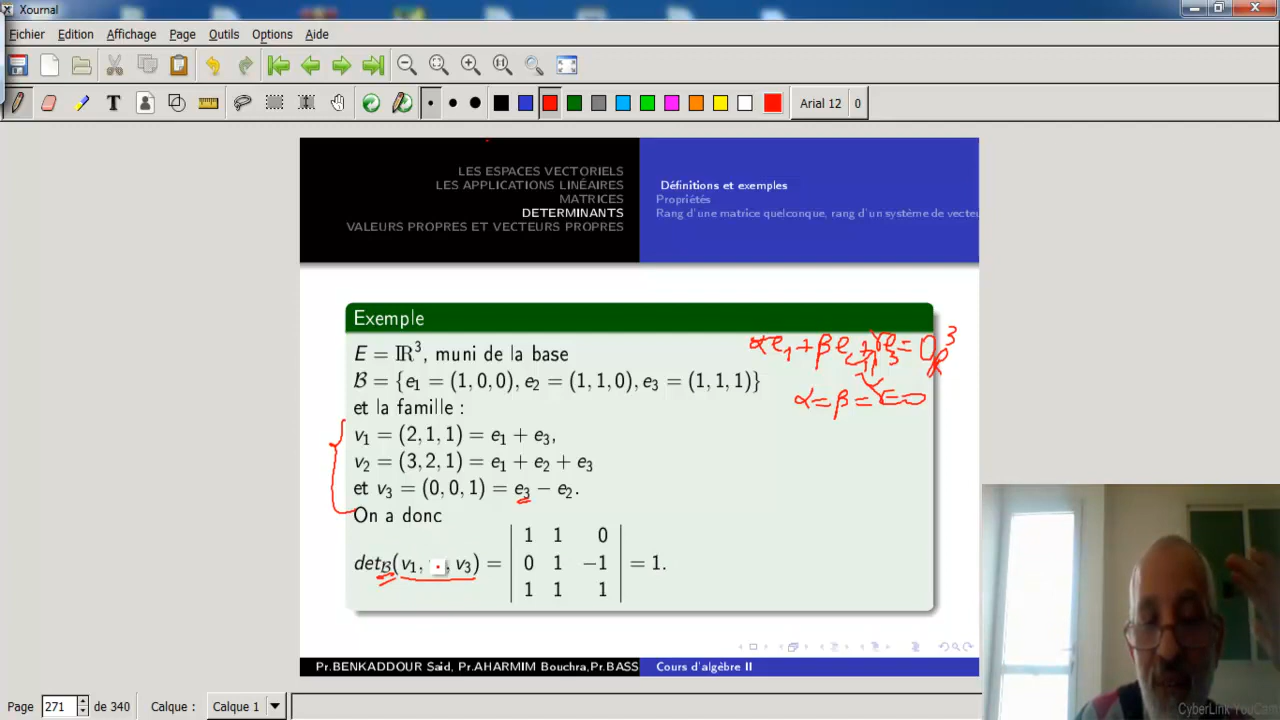 Xournal
Fichier Edition Affichage Page Outils Options Aide
T Arial 12 0
LES ESPACES VECTORIELS
LES APPLICATIONS LINÉAIRES
MATRICES
DETERMINANTS
VALEURS PROPRES ET VECTEURS PROPRES
Définitions et exemples
Propriétés
Rang d'une matrice quelconque, rang d'un système de vecteu
Exemple
E = IR³, muni de la base
B = {e₁ = (1, 0, 0), e₂ = (1, 1, 0), e₃ = (1, 1, 1)}
et la famille :
v₁ = (2, 1, 1) = e₁ + e₃,
v₂ = (3, 2, 1) = e₁ + e₂ + e₃
et v₃ = (0, 0, 1) = e₃ − e₂.
On a donc
1 1 0
det_B(v₁, , v₃) = 0 1 −1 = 1.
1 1 1
α = β =
Pr.BENKADDOUR Said, Pr.AHARMIM Bouchra,Pr.BASS Cours d'algèbre II
CyberLink YouCam
Page 271 de 340 Calque : Calque 1